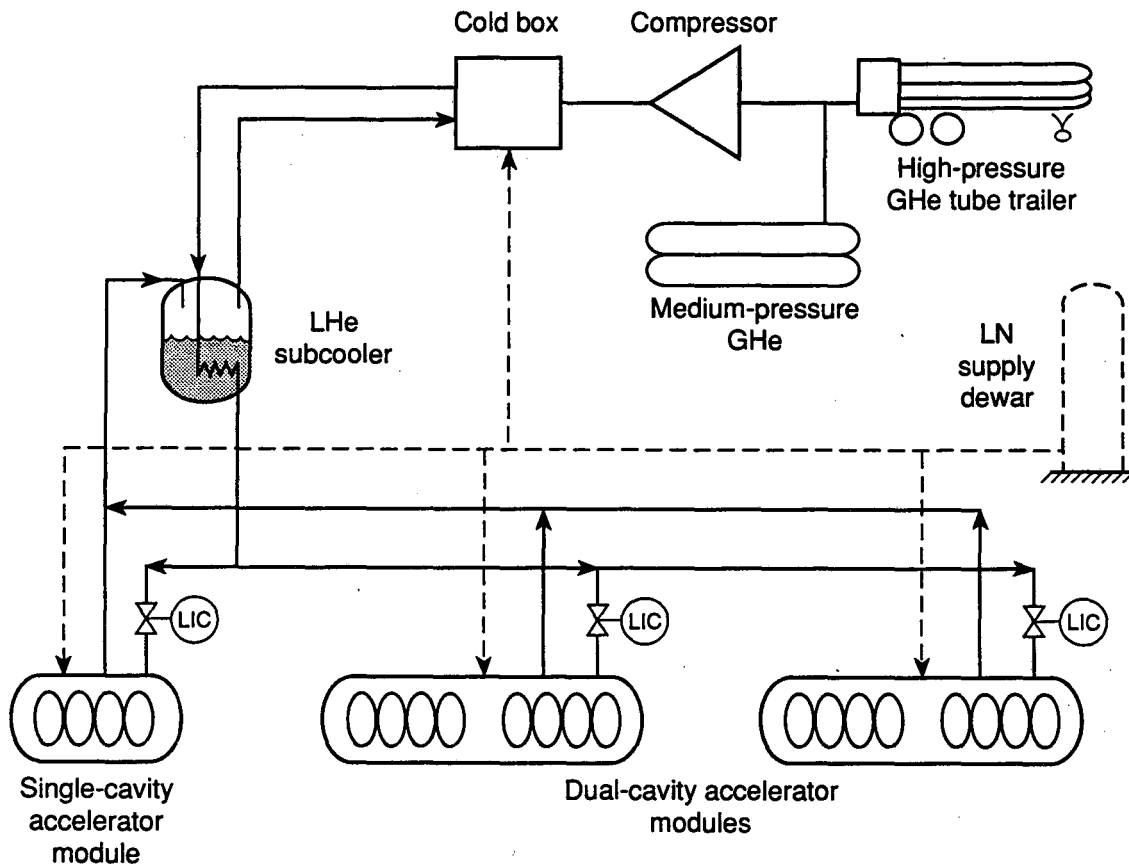 Cold box
Compressor
High-pressure
GHe tube trailer
Medium-pressure
GHe
LHe
subcooler
LN
supply
dewar
LIC
LIC
LIC
Single-cavity
accelerator
module
Dual-cavity accelerator
modules